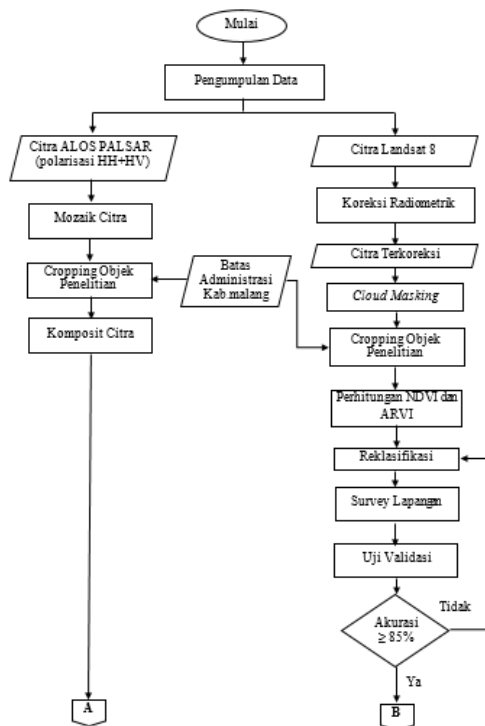 Mulai
Pengumpulan Data
Citra ALOS PALSAR
(polarisasi HH+HV)
Mozaik Citra
Cropping Objek
Penelitian
Komposit Citra
A
Batas
Administrasi
Kab malang
Citra Landsat 8
Koreksi Radiometrik
Citra Terkoreksi
Cloud Masking
Cropping Objek
Penelitian
Perhitungan NDVI dan
ARVI
Reklasifikasi
Survey Lapangan
Uji Validasi
Akurasi
≥ 85%
Tidak
Ya
B